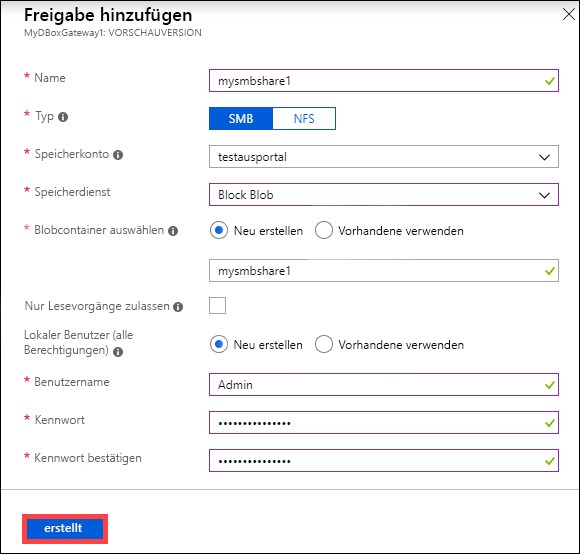 Freigabe hinzufügen
MyDBoxGateway1: VORSCHAUVERSION
* Name mysmbshare1
* Typ SMB NFS
* Speicherkonto testausportal
* Speicherdienst Block Blob
* Blobcontainer auswählen Neu erstellen Vorhandene verwenden
mysmbshare1
Nur Lesevorgänge zulassen
Lokaler Benutzer (alle
Berechtigungen) Neu erstellen Vorhandene verwenden
* Benutzername Admin
* Kennwort •••••••••••••••
* Kennwort bestätigen •••••••••••••••
erstellt